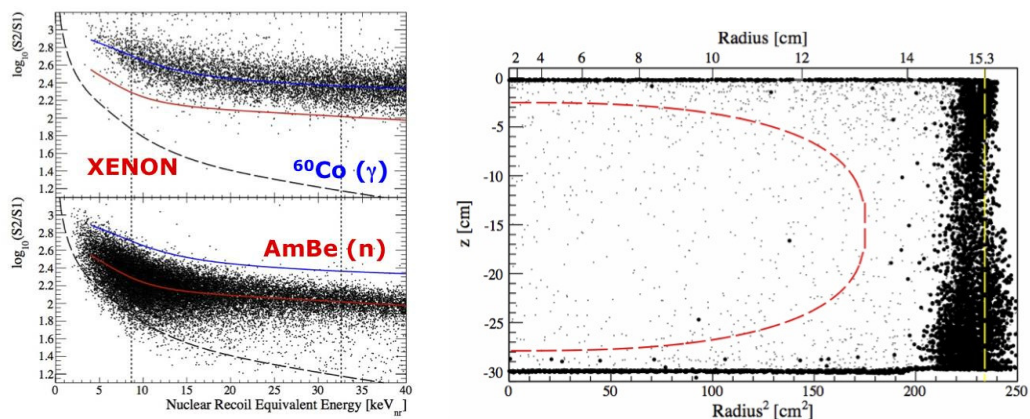 log₁₀(S2/S1)
3
2.8
2.6
2.4
2.2
2
1.8
1.6
1.4
1.2
XENON
⁶⁰Co (γ)
log₁₀(S2/S1)
3
2.8
2.6
2.4
2.2
2
1.8
1.6
1.4
1.2
AmBe (n)
0 5 10 15 20 25 30 35 40
Nuclear Recoil Equivalent Energy [keVₙᵣ]
Radius [cm]
2 4 6 8 10 12 14 15.3
z [cm]
0
-5
-10
-15
-20
-25
-30
0 50 100 150 200 250
Radius² [cm²]